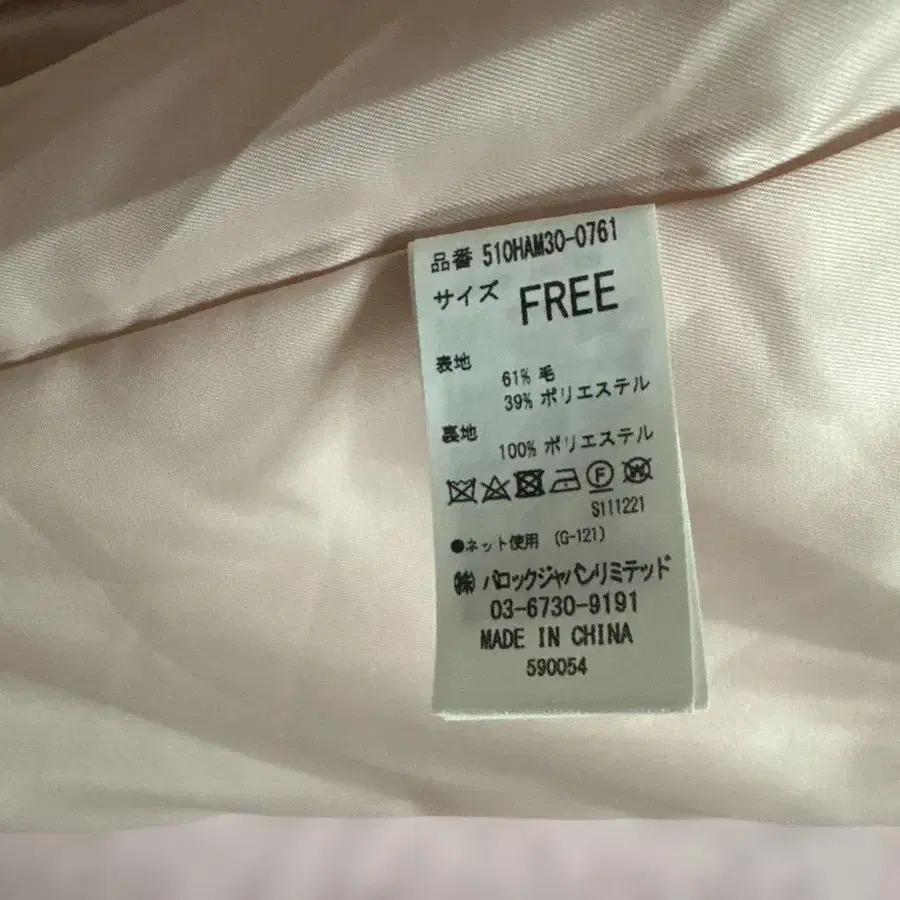 品番 510HAM30-0761
サイズ FREE
表地
61% 毛
39% ポリエステル
裏地
100% ポリエステル
F W
S111221
●ネット使用 (G-121)
㈱バロックジャパンリミテッド
03-6730-9191
MADE IN CHINA
590054